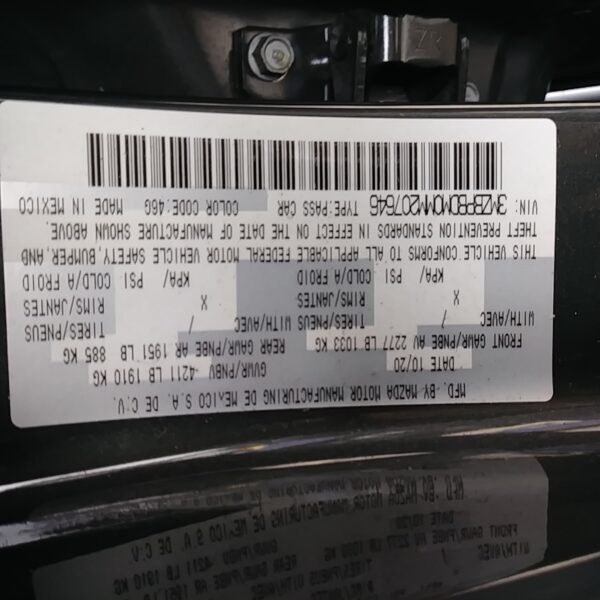 MFD. BY: MAZDA MOTOR MANUFACTURING DE MEXICO S.A. DE C.V.
DATE 10/20 GVWR/PNBV 4211 LB 1910 KG
FRONT GAWR/PNBE AV 2277 LB 1033 KG REAR GAWR/PNBE AR 1951 LB 885 KG
WITH/AVEC / TIRES/PNEUS WITH/AVEC / TIRES/PNEUS
X RIMS/JANTES X RIMS/JANTES
KPA/ PSI COLD/A FROID KPA/ PSI COLD/A FROID
THIS VEHICLE CONFORMS TO ALL APPLICABLE FEDERAL MOTOR VEHICLE SAFETY, BUMPER, AND
THEFT PREVENTION STANDARDS IN EFFECT ON THE DATE OF MANUFACTURE SHOWN ABOVE.
VIN: 3MZBPBDM0MM207646 TYPE:PASS CAR COLOR CODE:46G MADE IN MEXICO